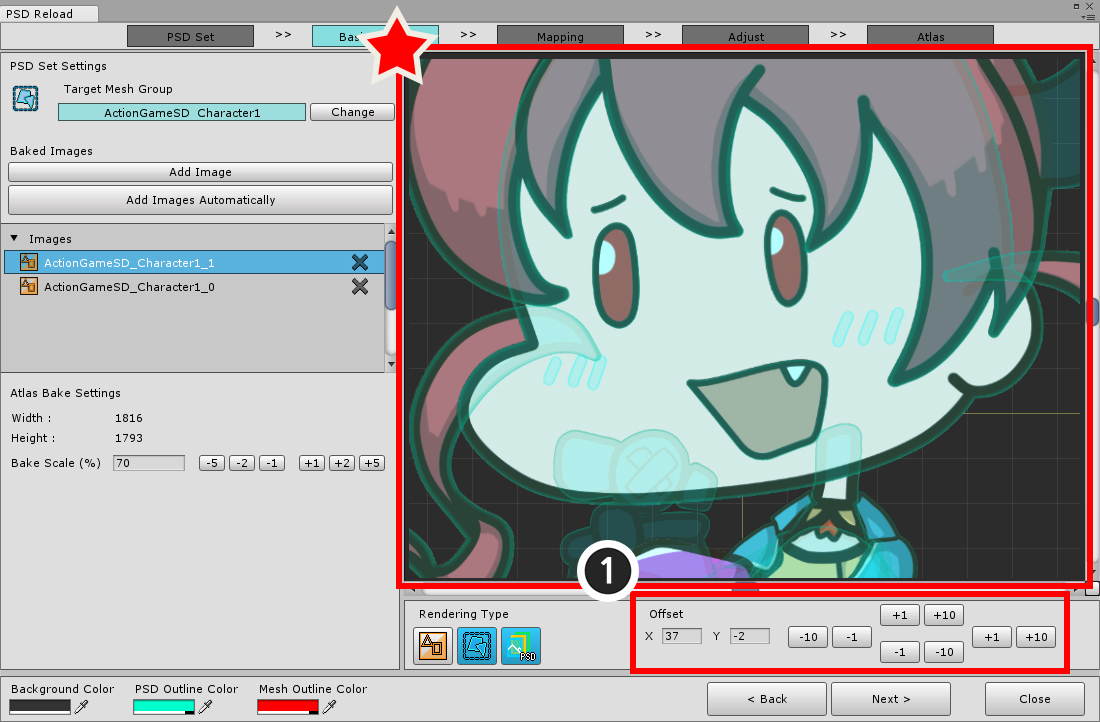 PSD Reload
PSD Set >> Bas >> Mapping >> Adjust >> Atlas
PSD Set Settings
Target Mesh Group
ActionGameSD_Character1 Change
Baked Images
Add Image
Add Images Automatically
Images
ActionGameSD_Character1_1
ActionGameSD_Character1_0
Atlas Bake Settings
Width : 1816
Height : 1793
Bake Scale (%) 70 -5 -2 -1 +1 +2 +5
1
Rendering Type
PSD
Offset
X 37 Y -2 -10 -1 +1 +10 -1 -10 +1 +10
Background Color PSD Outline Color Mesh Outline Color
< Back Next > Close